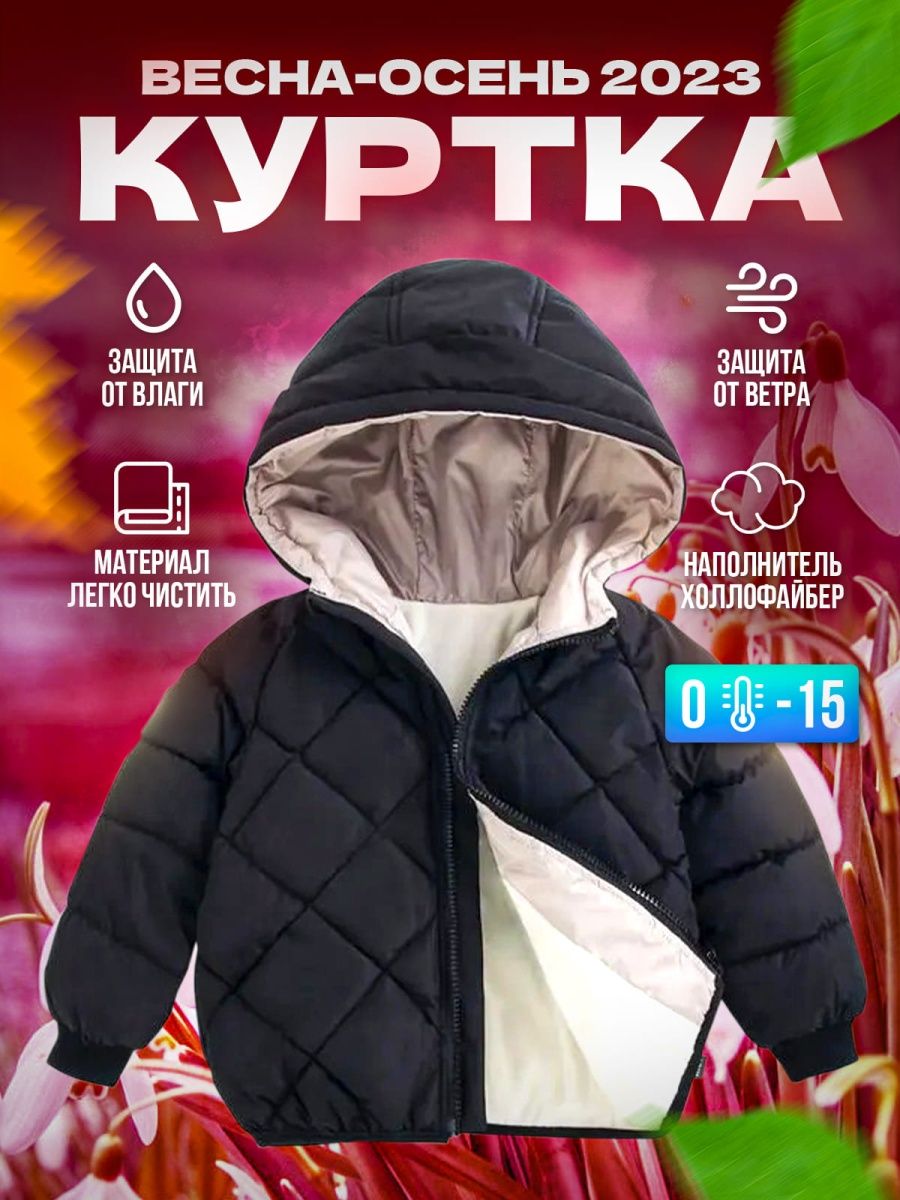 ВЕСНА-ОСЕНЬ 2023
КУРТКА
ЗАЩИТА
ОТ ВЛАГИ
ЗАЩИТА
ОТ ВЕТРА
МАТЕРИАЛ
ЛЕГКО ЧИСТИТЬ
НАПОЛНИТЕЛЬ
ХОЛЛОФАЙБЕР
0 -15